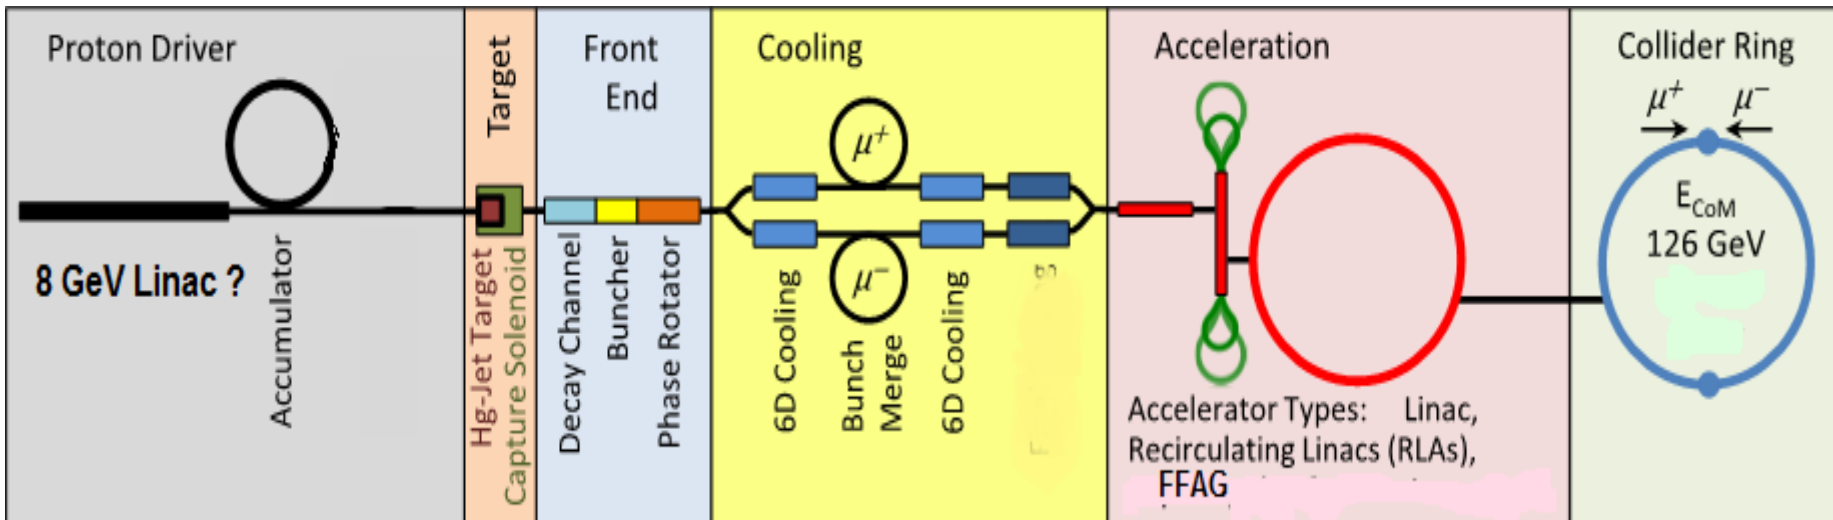 Proton Driver
8 GeV Linac ?
Accumulator
Target
Hg-Jet Target
Capture Solenoid
Front
End
Decay Channel
Buncher
Phase Rotator
Cooling
μ+
μ−
6D Cooling
Bunch
Merge
6D Cooling
Acceleration
Accelerator Types: Linac,
Recirculating Linacs (RLAs),
FFAG
Collider Ring
μ+ μ−
ECoM
126 GeV